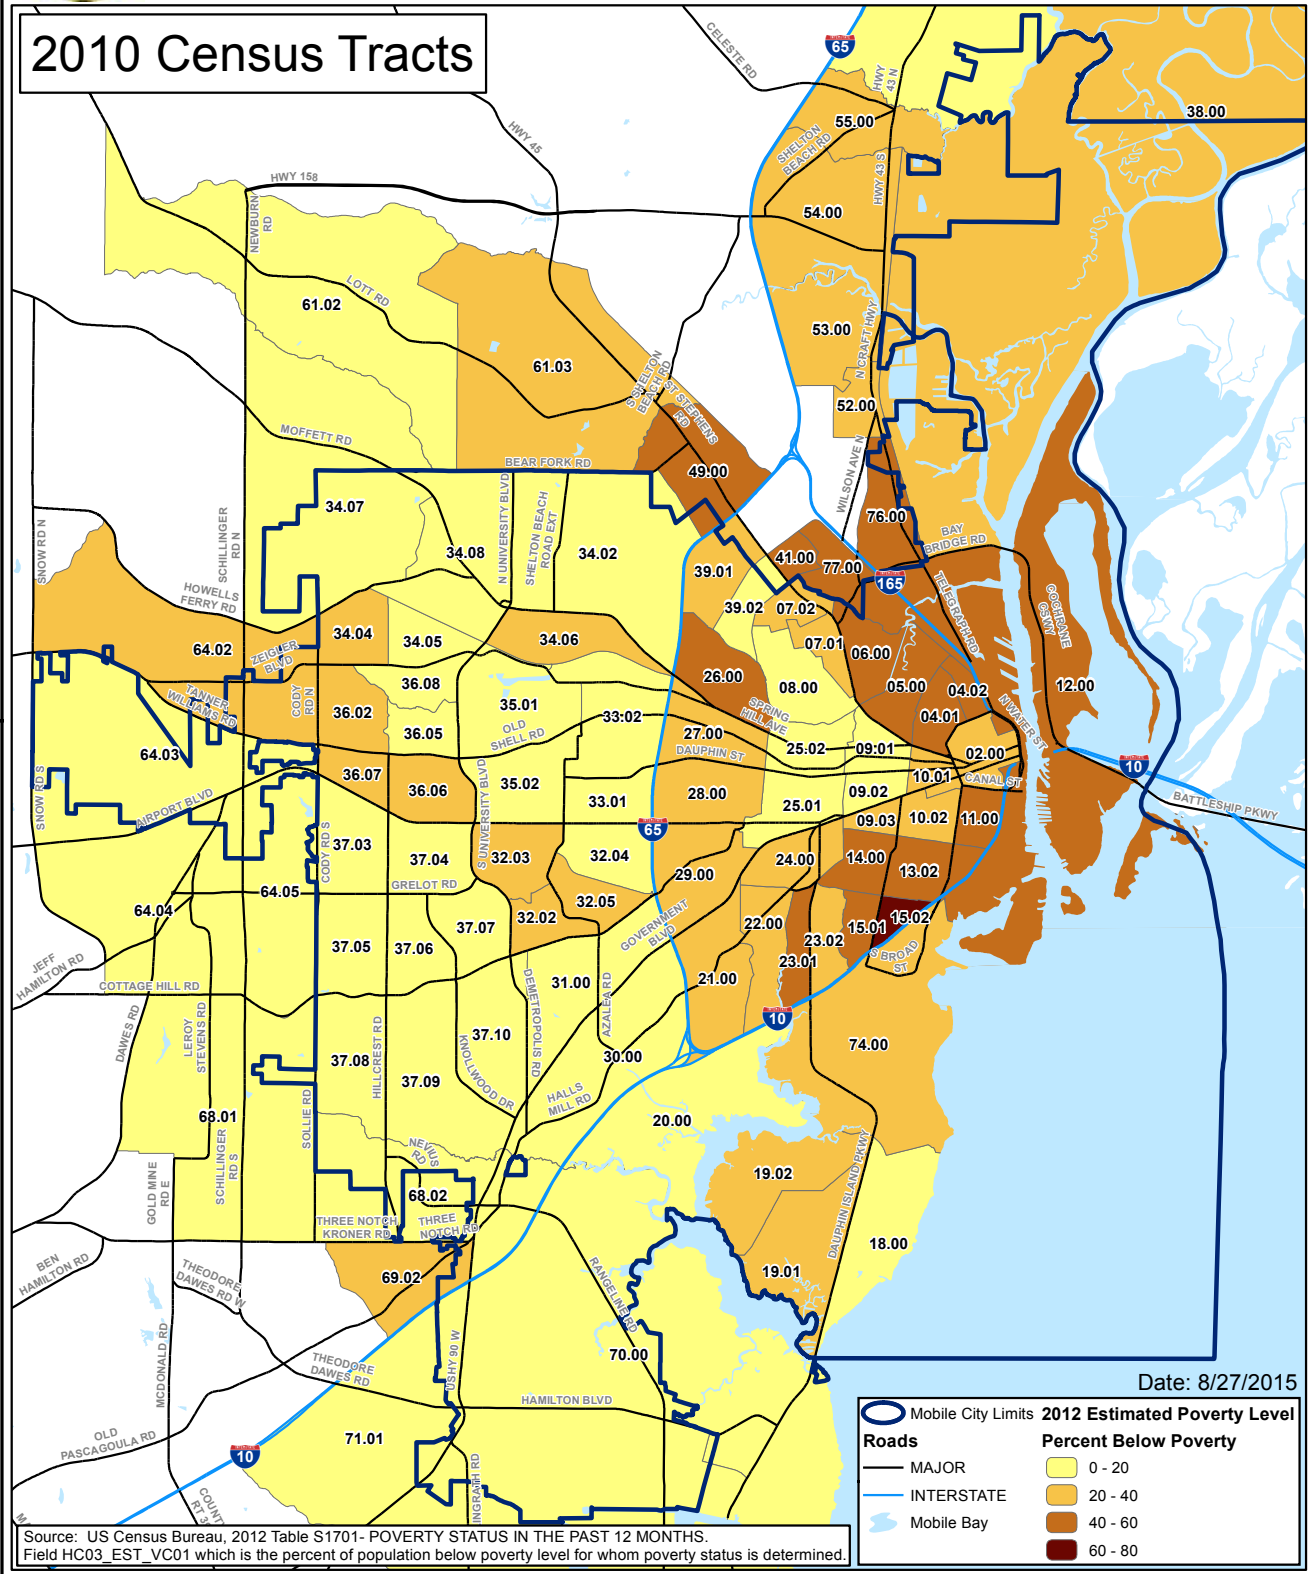 2010 Census Tracts
CELESTE RD
65
HWY
43 N
HWY 45
55.00
SHELTON
BEACH RD
38.00
HWY 43 S
HWY 158
NEWBURN
RD
54.00
LOTT RD
61.02
53.00
N CRAFT HWY
61.03
S SHELTON
BEACH RD
ST STEPHENS
RD
52.00
MOFFETT RD
BEAR FORK RD
49.00
WILSON AVE N
34.07
SNOW RD N
SCHILLINGER
RD N
N UNIVERSITY BLVD
SHELTON BEACH
ROAD EXT
76.00
34.08
34.02
BAY
BRIDGE RD
41.00
77.00
39.01
165
HOWELLS
FERRY RD
TELEGRAPH RD
COCHRANE
CSWY
39.02
07.02
34.04
34.05
34.06
07.01
06.00
64.02
ZEIGLER
BLVD
26.00
36.08
08.00
05.00
04.02
12.00
TANNER
WILLIAMS RD
CODY
RD N
36.02
35.01
33.02
SPRING
HILL AVE
04.01
N WATER ST
36.05
OLD
SHELL RD
27.00
DAUPHIN ST
25.02
09.01
02.00
64.03
10
36.07
36.06
35.02
10.01
CANAL ST
SNOW RD S
AIRPORT BLVD
S UNIVERSITY BLVD
33.01
28.00
25.01
09.02
BATTLESHIP PKWY
65
09.03
10.02
11.00
CODY RD S
37.03
37.04
32.03
32.04
24.00
14.00
13.02
29.00
64.05
GRELOT RD
32.05
64.04
32.02
37.07
22.00
15.01
15.02
GOVERNMENT
BLVD
37.05
37.06
23.02
23.01
S BROAD
ST
JEFF
HAMILTON RD
COTTAGE HILL RD
31.00
21.00
DEMETROPOLIS RD
AZALEA RD
10
DAWES RD
LEROY
STEVENS RD
37.10
74.00
37.08
HILLCREST RD
KNOLLWOOD DR
30.00
37.09
HALLS
MILL RD
20.00
68.01
SOLLIE RD
SCHILLINGER
RD S
NEVIUS
RD
GOLD MINE
RD E
19.02
68.02
THREE NOTCH
KRONER RD
THREE
NOTCH RD
DAUPHIN ISLAND PKWY
18.00
BEN
HAMILTON RD
THEODORE
DAWES RD W
69.02
19.01
RANGELINE RD
MCDONALD RD
70.00
THEODORE
DAWES RD
USHY 90 W
HAMILTON BLVD
OLD
PASCAGOULA RD
71.01
10
COUNT
RT 3
INGRATH RD
Date: 8/27/2015
Mobile City Limits
2012 Estimated Poverty Level
Roads
Percent Below Poverty
MAJOR
0 - 20
INTERSTATE
20 - 40
Mobile Bay
40 - 60
60 - 80
Source: US Census Bureau, 2012 Table S1701- POVERTY STATUS IN THE PAST 12 MONTHS.
Field HC03_EST_VC01 which is the percent of population below poverty level for whom poverty status is determined.